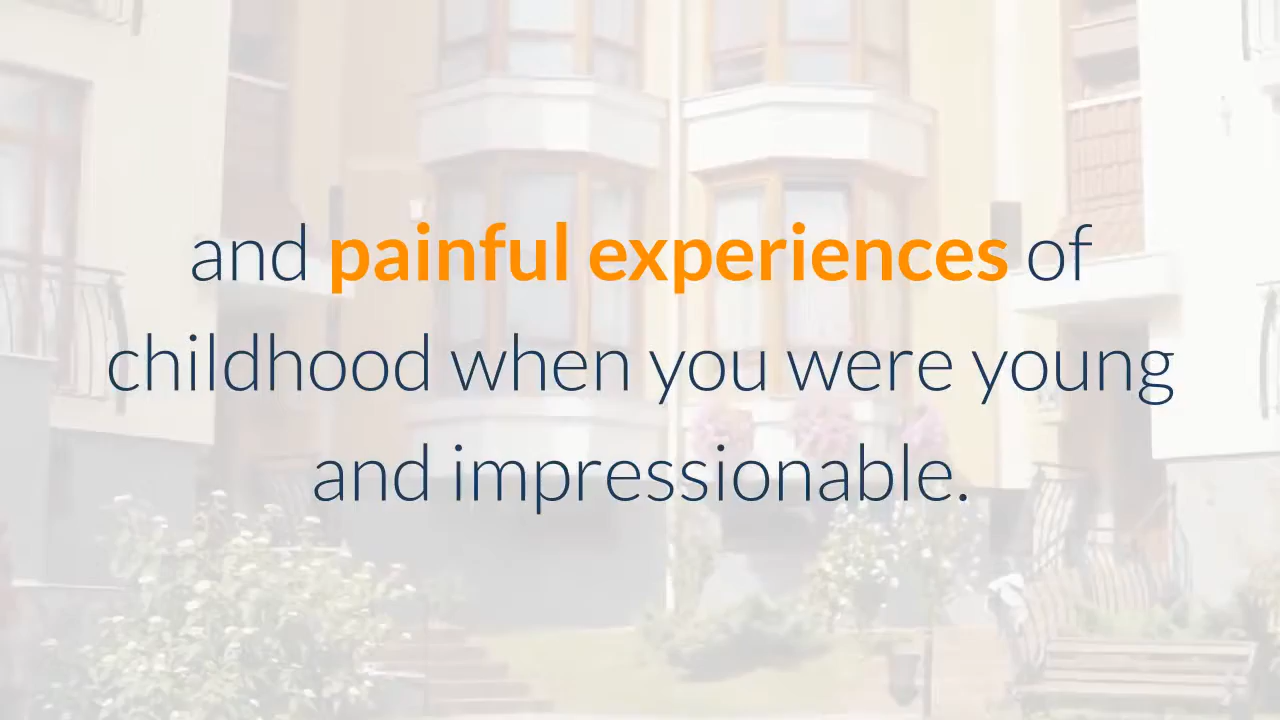 and painful experiences of
childhood when you were young
and impressionable.